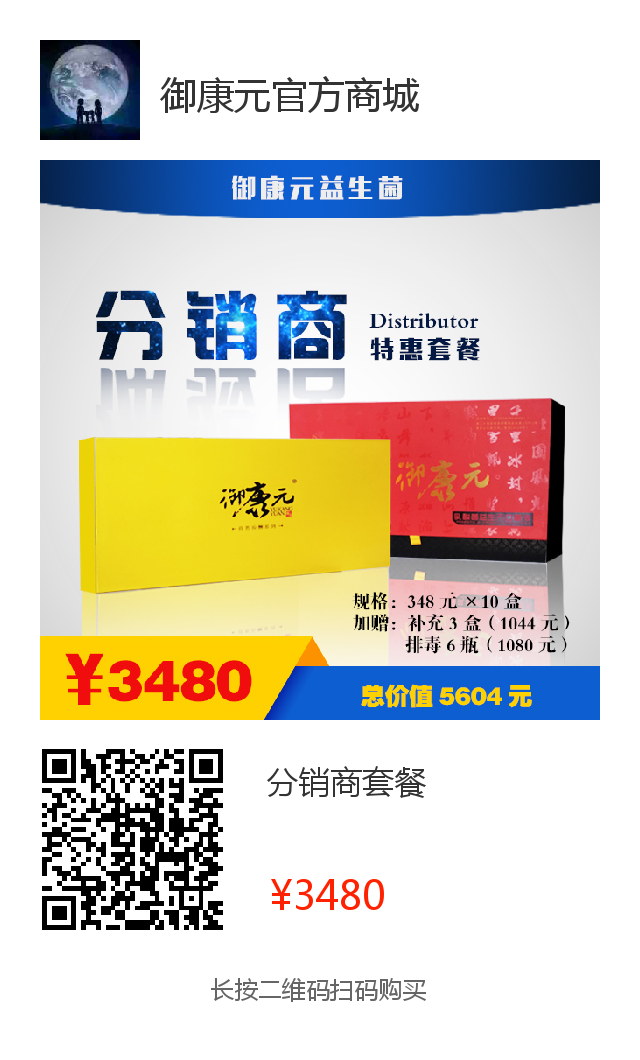 御康元官方商城
御康元益生菌
分销商
Distributor
特惠套餐
御康元
御康元
规格：348 元 ×10 盒
加赠：补充 3 盒（1044 元）
排毒 6 瓶（1080 元）
¥3480
总价值 5604 元
分销商套餐
¥3480
长按二维码扫码购买